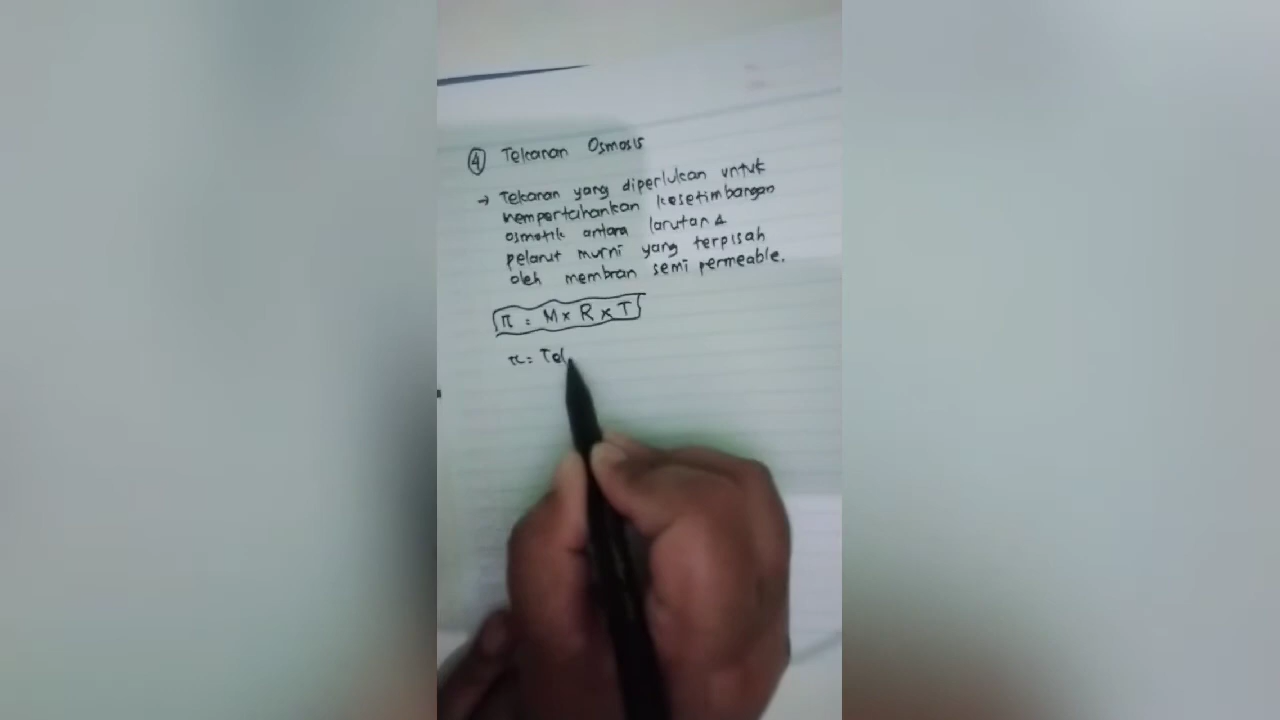 ④ Tekanan Osmosis
→ Tekanan yang diperlukan untuk
mempertahankan kesetimbangan
osmotik antara larutan &
pelarut murni yang terpisah
oleh membran semi permeable.
π = M x R x T
π = Tek